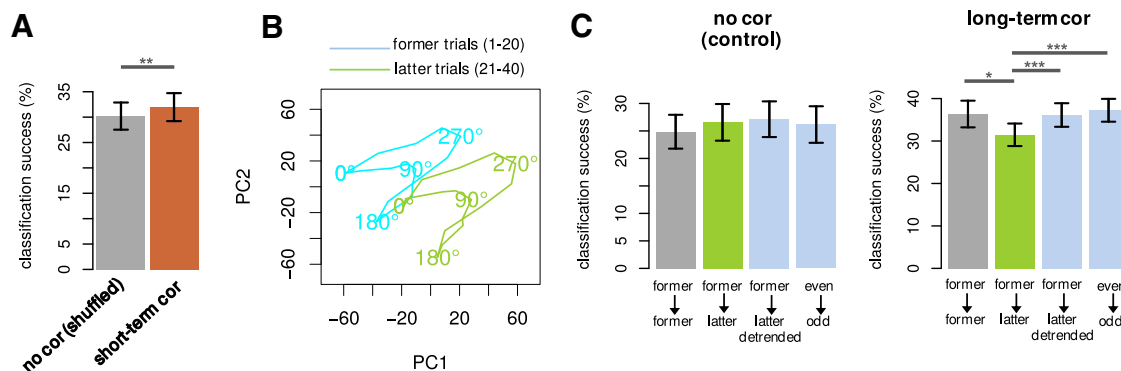 A
**
classification success (%)
35
25
15
5
0
no cor (shuffled)
short-term cor
B
former trials (1-20)
latter trials (21-40)
PC2
60
20
−20
−60
270°
0°
90°
180°
270°
0°
90°
180°
−60
−20
20
60
PC1
C
no cor
(control)
classification success (%)
30
20
10
5
0
former former former even
former latter latter odd
detrended
long-term cor
***
***
*
classification success (%)
40
30
20
10
0
former former former even
former latter latter odd
detrended